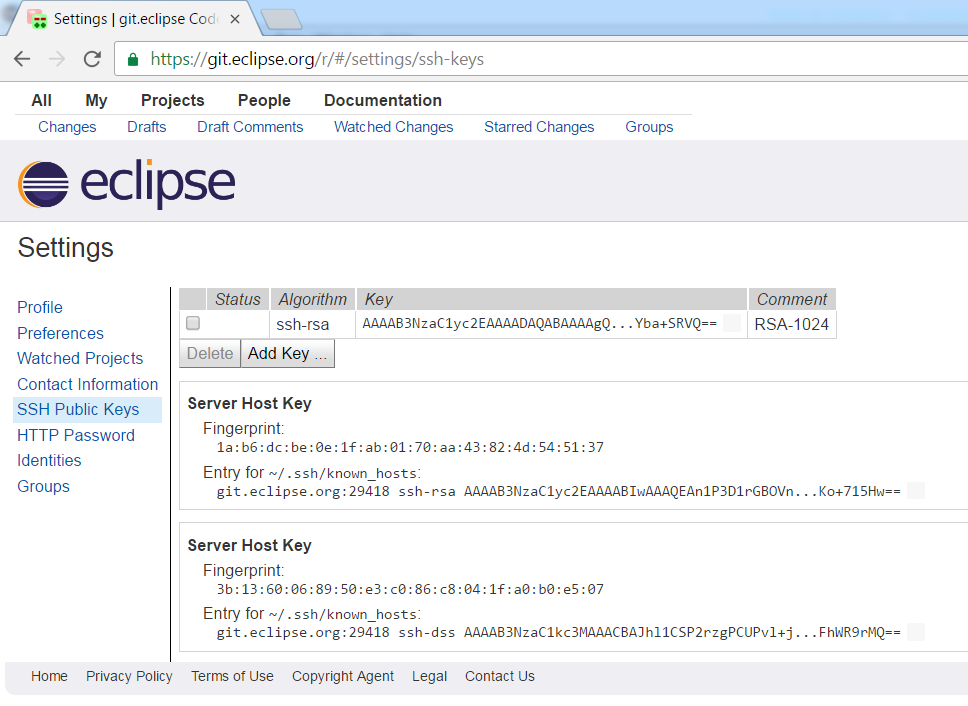 Settings | git.eclipse Cod
https://git.eclipse.org/r/#/settings/ssh-keys
All My Projects People Documentation
Changes Drafts Draft Comments Watched Changes Starred Changes Groups
eclipse
Settings
Profile
Preferences
Watched Projects
Contact Information
SSH Public Keys
HTTP Password
Identities
Groups
Status Algorithm Key Comment
ssh-rsa AAAAB3NzaC1yc2EAAAADAQABAAAAgQ...Yba+SRVQ== RSA-1024
Delete Add Key ...
Server Host Key
Fingerprint:
1a:b6:dc:be:0e:1f:ab:01:70:aa:43:82:4d:54:51:37
Entry for ~/.ssh/known_hosts:
git.eclipse.org:29418 ssh-rsa AAAAB3NzaC1yc2EAAAABIwAAAQEAn1P3D1rGBOVn...Ko+715Hw==
Server Host Key
Fingerprint:
3b:13:60:06:89:50:e3:c0:86:c8:04:1f:a0:b0:e5:07
Entry for ~/.ssh/known_hosts:
git.eclipse.org:29418 ssh-dss AAAAB3NzaC1kc3MAAACBAJhl1CSP2rzgPCUPvl+j...FhWR9rMQ==
Home Privacy Policy Terms of Use Copyright Agent Legal Contact Us